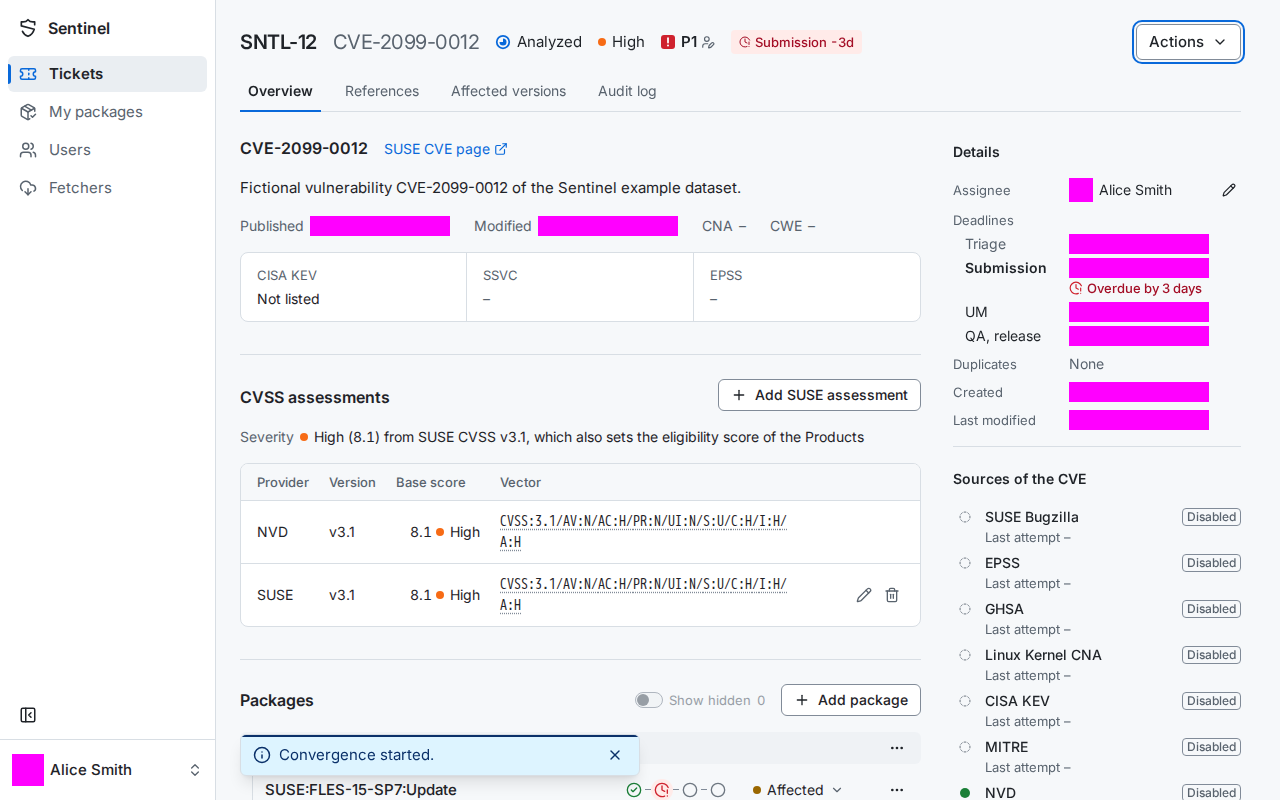 Sentinel
Tickets
My packages
Users
Fetchers
Alice Smith
SNTL-12 CVE-2099-0012 Analyzed High P1 Submission -3d
Actions
Overview References Affected versions Audit log
CVE-2099-0012 SUSE CVE page
Fictional vulnerability CVE-2099-0012 of the Sentinel example dataset.
Published Modified CNA – CWE –
CISA KEV SSVC EPSS
Not listed – –
CVSS assessments
Add SUSE assessment
Severity High (8.1) from SUSE CVSS v3.1, which also sets the eligibility score of the Products
Provider Version Base score Vector
NVD v3.1 8.1 High CVSS:3.1/AV:N/AC:H/PR:N/UI:N/S:U/C:H/I:H/
A:H
SUSE v3.1 8.1 High CVSS:3.1/AV:N/AC:H/PR:N/UI:N/S:U/C:H/I:H/
A:H
Packages
Show hidden 0
Add package
Convergence started.
SUSE:FLES-15-SP7:Update Affected
Details
Assignee Alice Smith
Deadlines
Triage
Submission
Overdue by 3 days
UM
QA, release
Duplicates None
Created
Last modified
Sources of the CVE
SUSE Bugzilla Disabled
Last attempt –
EPSS Disabled
Last attempt –
GHSA Disabled
Last attempt –
Linux Kernel CNA Disabled
Last attempt –
CISA KEV Disabled
Last attempt –
MITRE Disabled
Last attempt –
NVD Disabled